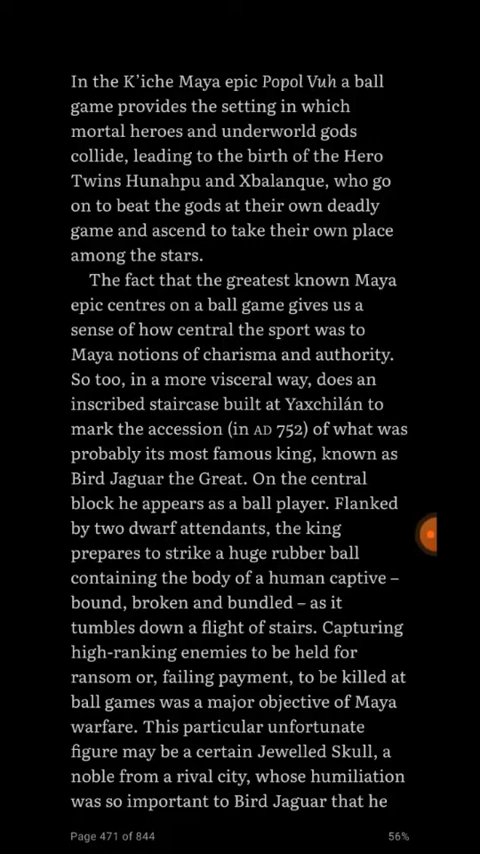 In the K’iche Maya epic Popol Vuh a ball
game provides the setting in which
mortal heroes and underworld gods
collide, leading to the birth of the Hero
Twins Hunahpu and Xbalanque, who go
on to beat the gods at their own deadly
game and ascend to take their own place
among the stars.
The fact that the greatest known Maya
epic centres on a ball game gives us a
sense of how central the sport was to
Maya notions of charisma and authority.
So too, in a more visceral way, does an
inscribed staircase built at Yaxchilán to
mark the accession (in AD 752) of what was
probably its most famous king, known as
Bird Jaguar the Great. On the central
block he appears as a ball player. Flanked
by two dwarf attendants, the king
prepares to strike a huge rubber ball
containing the body of a human captive –
bound, broken and bundled – as it
tumbles down a flight of stairs. Capturing
high-ranking enemies to be held for
ransom or, failing payment, to be killed at
ball games was a major objective of Maya
warfare. This particular unfortunate
figure may be a certain Jewelled Skull, a
noble from a rival city, whose humiliation
was so important to Bird Jaguar that he
Page 471 of 844 56%